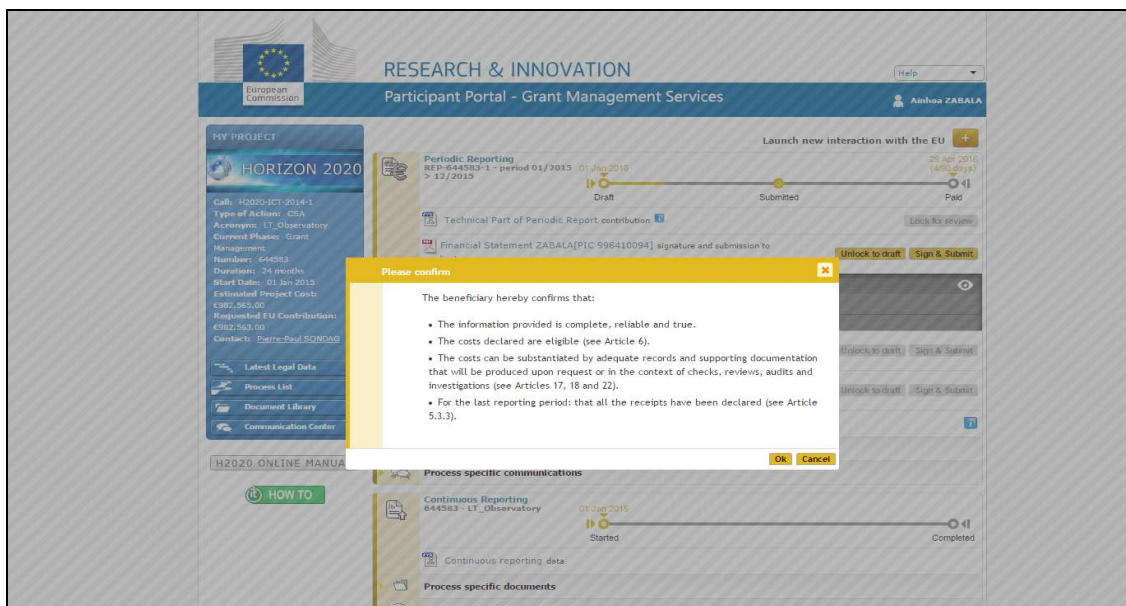 RESEARCH & INNOVATION
Help
European
Commission
Participant Portal - Grant Management Services
Ainhoa ZABALA
MY PROJECT
HORIZON 2020
Call: H2020-ICT-2014-1
Type of Action: CSA
Acronym: LT_Observatory
Current Phase: Grant
Management
Number: 644583
Duration: 24 months
Start Date: 01 Jan 2015
Estimated Project Cost:
€982,565.00
Requested EU Contribution:
€982,563.00
Contact: Pierre-Paul SONDAG
Latest Legal Data
Process List
Document Library
Communication Center
H2020 ONLINE MANUA
HOW TO
Launch new interaction with the EU
Periodic Reporting
REP-644583-1 - period 01/2015
> 12/2015
01 Jan 2016
29 Apr 2016
(4/90 days)
Draft
Submitted
Paid
Technical Part of Periodic Report contribution
Lock for review
Financial Statement ZABALA[PIC 996410094] signature and submission to
Unlock to draft
Sign & Submit
Please confirm
The beneficiary hereby confirms that:
• The information provided is complete, reliable and true.
• The costs declared are eligible (see Article 6).
• The costs can be substantiated by adequate records and supporting documentation
that will be produced upon request or in the context of checks, reviews, audits and
investigations (see Articles 17, 18 and 22).
• For the last reporting period: that all the receipts have been declared (see Article
5.3.3).
Ok
Cancel
Unlock to draft
Sign & Submit
Unlock to draft
Sign & Submit
Process specific communications
Continuous Reporting
644583 - LT_Observatory
01 Jan 2015
Started
Completed
Continuous reporting data
Process specific documents